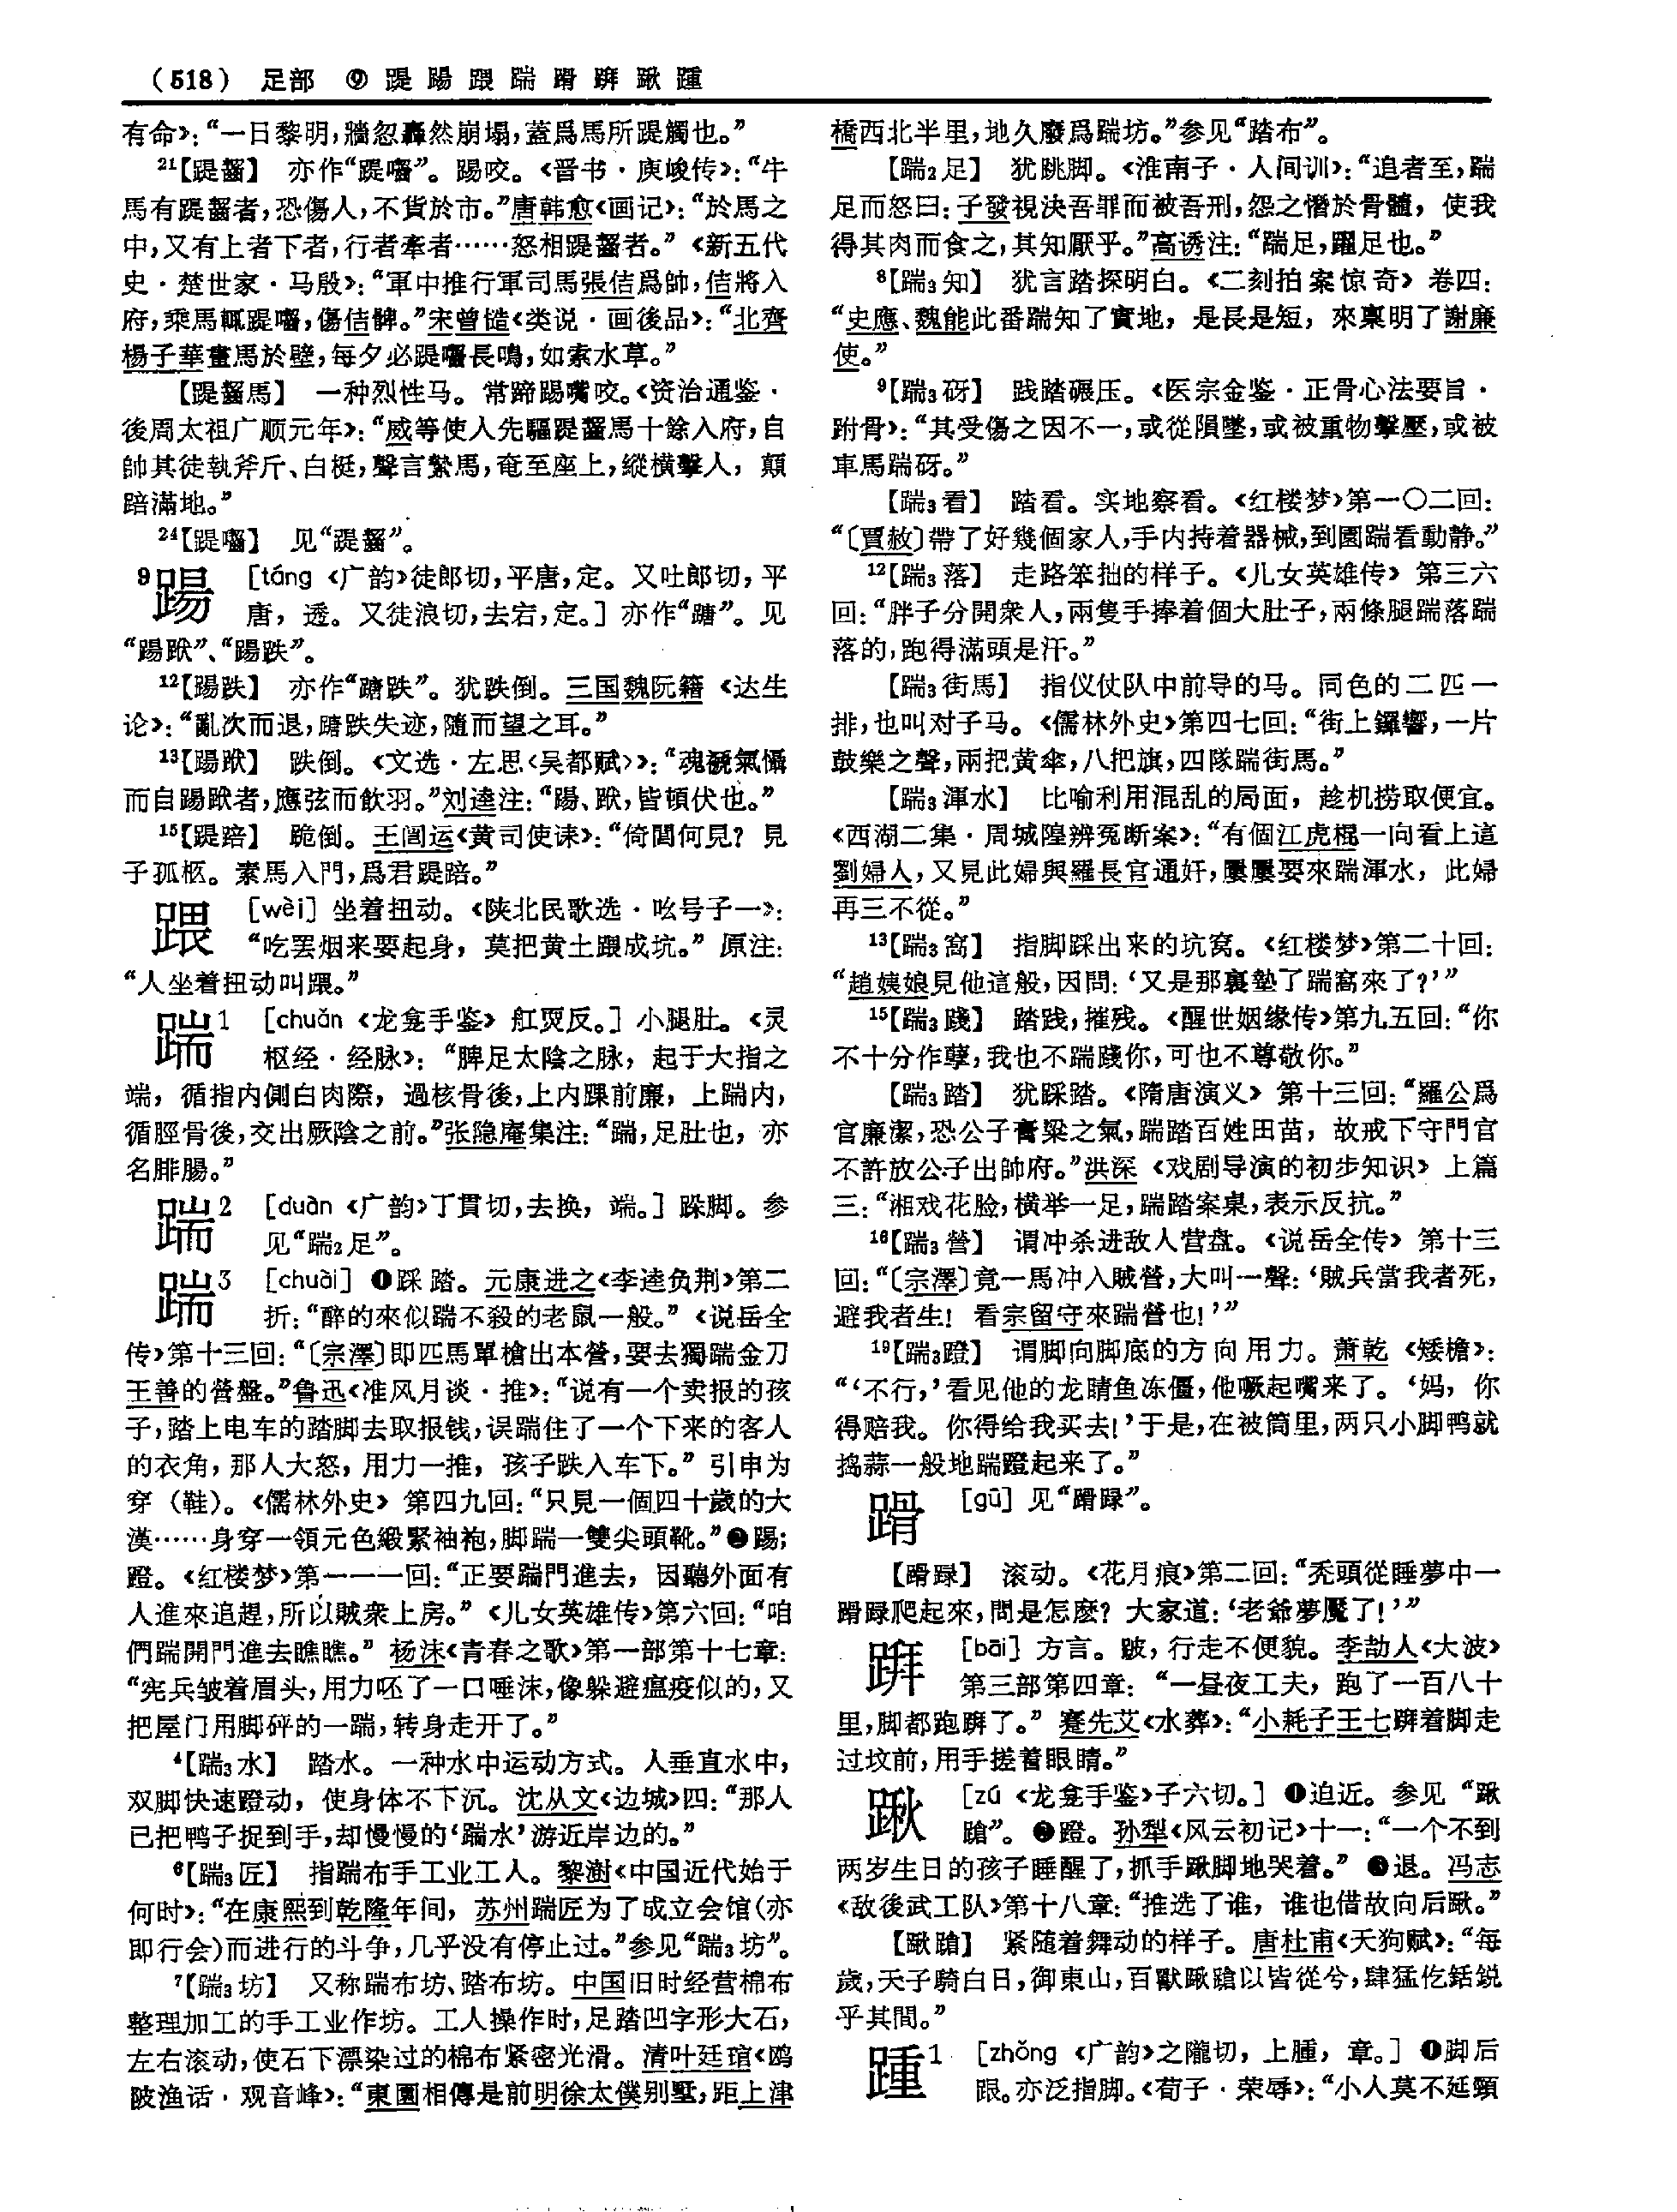 (518) 足部 ⑨ 踶 踼 踾 踹 𨃚 𨂐 踿 踵
有命》：“一日黎明，牆忽轟然崩塌，蓋爲馬所踶觸也。”
21【踶齧】 亦作“踶嚙”。踢咬。《晋书·庾峻传》：“牛
馬有踶齧者，恐傷人，不貨於市。”唐韩愈《画记》：“於馬之
中，又有上者下者，行者牽者……怒相踶齧者。”《新五代
史·楚世家·马殷》：“軍中推行軍司馬張佶爲帥，佶將入
府，乘馬輒踶嚙，傷佶髀。”宋曾慥《类说·画後品》：“北齊
楊子華畫馬於壁，每夕必踶嚙長鳴，如索水草。”
【踶齧馬】 一种烈性马。常蹄踢嘴咬。《资治通鉴·
後周太祖广顺元年》：“威等使人先驅踶齧馬十餘入府，自
帥其徒執斧斤、白梃，聲言縶馬，奄至座上，縱横擊人，顛
踣滿地。”
24【踶嚙】 见“踶齧”。
9踼 ［táng 《广韵》徒郎切，平唐，定。又吐郎切，平
唐，透。又徒浪切，去宕，定。］亦作“蹚”。见
“踼䟮”、“踼跌”。
12【踼跌】 亦作“蹚跌”。犹跌倒。三国魏阮籍《达生
论》：“亂次而退，蹚跌失迹，隨而望之耳。”
13【踼䟮】 跌倒。《文选·左思〈吴都赋〉》：“魂褫氣懾
而自踼䟮者，應弦而飲羽。”刘逵注：“踼、䟮，皆頓伏也。”
15【踶踣】 跪倒。王闿运《黄司使诔》：“倚閭何見？見
子孤柩。素馬入門，爲君踶踣。”
［wèi］ 坐着扭动。《陕北民歌选·吆号子一》：
“吃罢烟来要起身，莫把黄土踒成坑。”原注：
“人坐着扭动叫踒。”
踹1 ［chuǎn 《龙龛手鉴》舡耎反。］小腿肚。《灵
枢经·经脉》：“脾足太陰之脉，起于大指之
端，循指内側白肉際，過核骨後，上内踝前廉，上踹内，
循脛骨後，交出厥陰之前。”张隐庵集注：“踹，足肚也，亦
名腓腸。”
踹2 ［duàn 《广韵》丁貫切，去换，端。］跺脚。参
见“踹₂足”。
踹3 ［chuài］ ❶踩踏。元康进之《李逵负荆》第二
折：“醉的來似踹不殺的老鼠一般。”《说岳全
传》第十三回：“〔宗澤〕即匹馬單槍出本營，要去獨踹金刀
王善的營盤。”鲁迅《准风月谈·推》：“说有一个卖报的孩
子，踏上电车的踏脚去取报钱，误踹住了一个下来的客人
的衣角，那人大怒，用力一推，孩子跌入车下。”引申为
穿（鞋）。《儒林外史》第四九回：“只見一個四十歲的大
漢……身穿一領元色緞緊袖袍，脚踹一雙尖頭靴。”❷踢；
蹬。《红楼梦》第一一一回：“正要踹門進去，因聽外面有
人進來追趕，所以賊衆上房。”《儿女英雄传》第六回：“咱
們踹開門進去瞧瞧。”杨沫《青春之歌》第一部第十七章：
“宪兵皱着眉头，用力呸了一口唾沫，像躲避瘟疫似的，又
把屋门用脚砰的一踹，转身走开了。”
4【踹₃水】 踏水。一种水中运动方式。人垂直水中，
双脚快速蹬动，使身体不下沉。沈从文《边城》四：“那人
已把鸭子捉到手，却慢慢的‘踹水’游近岸边的。”
6【踹₃匠】 指踹布手工业工人。黎澍《中国近代始于
何时》：“在康熙到乾隆年间，苏州踹匠为了成立会馆（亦
即行会）而进行的斗争，几乎没有停止过。”参见“踹₃坊”。
7【踹₃坊】 又称踹布坊、踏布坊。中国旧时经营棉布
整理加工的手工业作坊。工人操作时，足踏凹字形大石，
左右滚动，使石下漂染过的棉布紧密光滑。清叶廷琯《鸥
陂渔话·观音峰》：“東園相傳是前明徐太僕别墅，距上津
橋西北半里，地久廢爲踹坊。”参见“踏布”。
【踹₂足】 犹跳脚。《淮南子·人间训》：“追者至，踹
足而怒曰：子發視決吾罪而被吾刑，怨之憯於骨髓，使我
得其肉而食之，其知厭乎。”高诱注：“踹足，躍足也。”
8【踹₃知】 犹言踏探明白。《二刻拍案惊奇》卷四：
“史應、魏能此番踹知了實地，是長是短，來禀明了謝廉
使。”
9【踹₃砑】 践踏碾压。《医宗金鉴·正骨心法要旨·
跗骨》：“其受傷之因不一，或從隕墜，或被重物擊壓，或被
車馬踹砑。”
【踹₃看】 踏看。实地察看。《红楼梦》第一〇二回：
“〔賈赦〕帶了好幾個家人，手内持着器械，到園踹看動静。”
12【踹₃落】 走路笨拙的样子。《儿女英雄传》第三六
回：“胖子分開衆人，兩隻手捧着個大肚子，兩條腿踹落踹
落的，跑得滿頭是汗。”
【踹₃街馬】 指仪仗队中前导的马。同色的二匹一
排，也叫对子马。《儒林外史》第四七回：“街上鑼響，一片
鼓樂之聲，兩把黄傘，八把旗，四隊踹街馬。”
【踹₃渾水】 比喻利用混乱的局面，趁机捞取便宜。
《西湖二集·周城隍辨冤断案》：“有個江虎棍一向看上這
劉婦人，又見此婦與羅長官通奸，屢屢要來踹渾水，此婦
再三不從。”
13【踹₃窩】 指脚踩出来的坑窝。《红楼梦》第二十回：
“趙姨娘見他這般，因問：‘又是那裏墊了踹窩來了？’”
15【踹₃踐】 踏践，摧残。《醒世姻缘传》第九五回：“你
不十分作孽，我也不踹踐你，可也不尊敬你。”
【踹₃踏】 犹踩踏。《隋唐演义》第十三回：“羅公爲
官廉潔，恐公子膏粱之氣，踹踏百姓田苗，故戒下守門官
不許放公子出帥府。”洪深《戏剧导演的初步知识》上篇
三：“湘戏花脸，横举一足，踹踏案桌，表示反抗。”
16【踹₃營】 谓冲杀进敌人营盘。《说岳全传》第十三
回：“〔宗澤〕竟一馬冲入賊營，大叫一聲：‘賊兵當我者死，
避我者生！看宗留守來踹營也！’”
19【踹₃蹬】 谓脚向脚底的方向用力。萧乾《矮檐》：
“‘不行，’看见他的龙睛鱼冻僵，他噘起嘴来了。‘妈，你
得赔我。你得给我买去！’于是，在被筒里，两只小脚鸭就
捣蒜一般地踹蹬起来了。”
［gū］ 见“
滚动。《花月痕》第二回：“秃頭從睡夢中一
爬起來，問是怎麽？大家道：‘老爺夢魘了！’”
［bāi］ 方言。跛，行走不便貌。李劼人《大波》
第三部第四章：“一昼夜工夫，跑了一百八十
里，脚都跑跰了。”蹇先艾《水葬》：“小耗子王七跰着脚走
过坟前，用手搓着眼睛。”
踿 ［zú 《龙龛手鉴》子六切。］ ❶迫近。参见“踿
蹌”。❷蹬。孙犁《风云初记》十一：“一个不到
两岁生日的孩子睡醒了，抓手踿脚地哭着。”❸退。冯志
《敌後武工队》第十八章：“推选了谁，谁也借故向后踿。”
【踿蹌】 紧随着舞动的样子。唐杜甫《天狗赋》：“每
歲，天子騎白日，御東山，百獸踿蹌以皆從兮，肆猛仡銛鋭
乎其間。”
踵1 ［zhǒng 《广韵》之隴切，上腫，章。］ ❶脚后
跟。亦泛指脚。《荀子·荣辱》：“小人莫不延頸